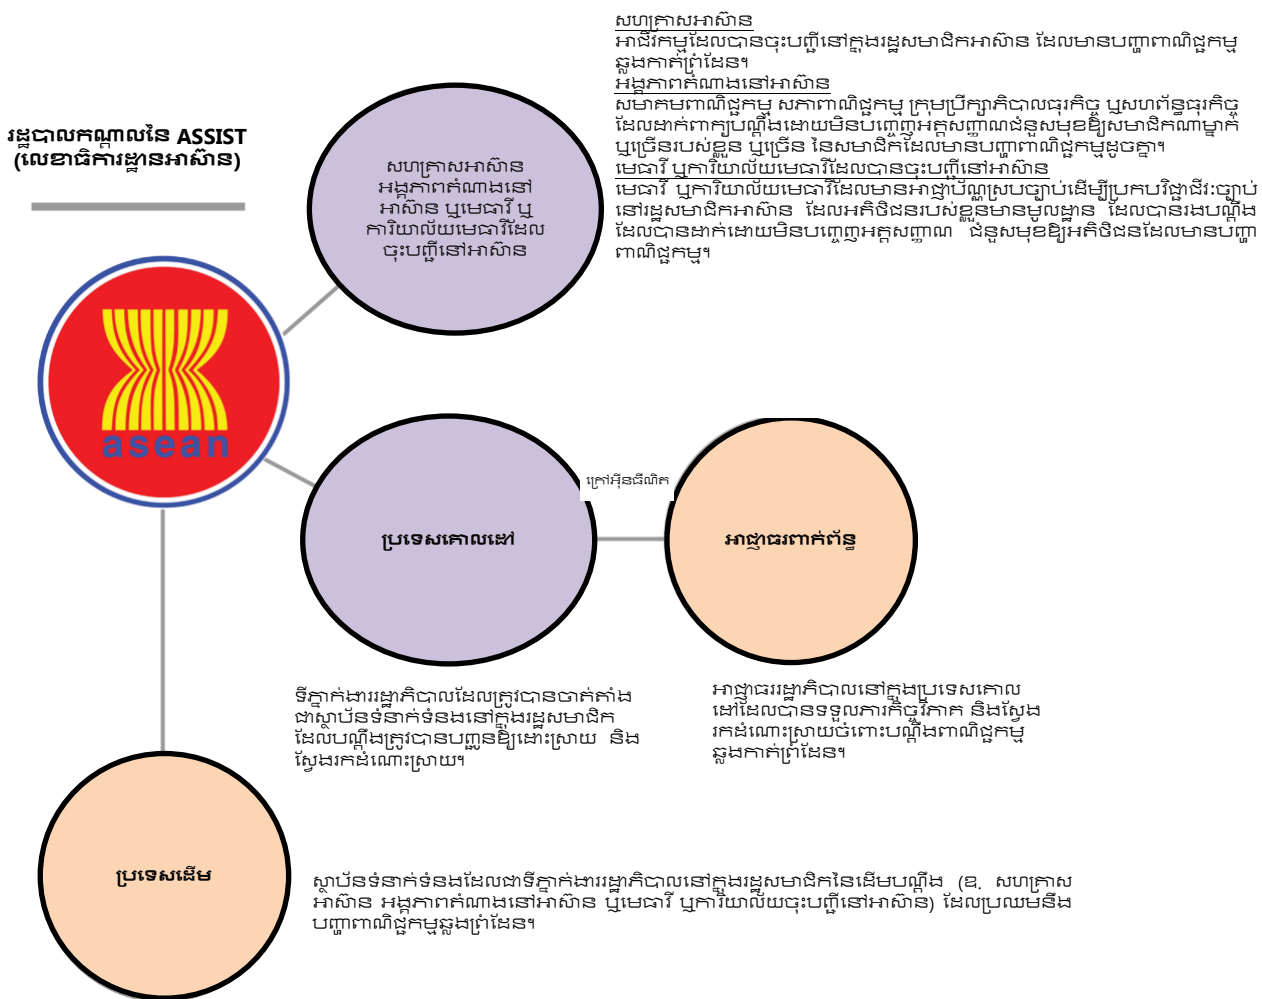 រដ្ឋបាលកណ្តាលនៃ ASSIST
(លេខាធិការដ្ឋានអាស៊ាន)
asean
សហគ្រាសអាស៊ាន
អង្គភាពតំណាងនៅ
អាស៊ាន ឬមេធាវី ឬ
ការិយាល័យមេធាវីដែល
ចុះបញ្ជីនៅអាស៊ាន
សហគ្រាសអាស៊ាន
អាជីវកម្មដែលបានចុះបញ្ជីនៅក្នុងរដ្ឋសមាជិកអាស៊ាន ដែលមានបញ្ហាពាណិជ្ជកម្ម
ឆ្លងកាត់ព្រំដែន។
អង្គភាពតំណាងនៅអាស៊ាន
សមាគមពាណិជ្ជកម្ម សភាពាណិជ្ជកម្ម ក្រុមប្រឹក្សាភិបាលធុរកិច្ច ឬសហព័ន្ធធុរកិច្ច
ដែលដាក់ពាក្យបណ្តឹងដោយមិនបញ្ចេញអត្តសញ្ញាណជំនួសមុខឱ្យសមាជិកណាម្នាក់
ឬច្រើនរបស់ខ្លួន ឬច្រើន នៃសមាជិកដែលមានបញ្ហាពាណិជ្ជកម្មដូចគ្នា។
មេធាវី ឬការិយាល័យមេធាវីដែលបានចុះបញ្ជីនៅអាស៊ាន
មេធាវី ឬការិយាល័យមេធាវីដែលមានអាជ្ញាប័ណ្ណស្របច្បាប់ដើម្បីប្រកបវិជ្ជាជីវៈច្បាប់
នៅរដ្ឋសមាជិកអាស៊ាន ដែលអតិថិជនរបស់ខ្លួនមានមូលដ្ឋាន ដែលបានរងបណ្តឹង
ដែលបានដាក់ដោយមិនបញ្ចេញអត្តសញ្ញាណ ជំនួសមុខឱ្យអតិថិជនដែលមានបញ្ហា
ពាណិជ្ជកម្ម។
ប្រទេសគោលដៅ
ក្រៅអ៊ីនធឺណិត
អាជ្ញាធរពាក់ព័ន្ធ
ទីភ្នាក់ងាររដ្ឋាភិបាលដែលត្រូវបានចាត់តាំង
ជាស្ថាប័នទំនាក់ទំនងនៅក្នុងរដ្ឋសមាជិក
ដែលបណ្តឹងត្រូវបានបញ្ជូនឱ្យដោះស្រាយ និង
ស្វែងរកដំណោះស្រាយ។
អាជ្ញាធររដ្ឋាភិបាលនៅក្នុងប្រទេសគោល
ដៅដែលបានទទួលភារកិច្ចវិភាគ និងស្វែង
រកដំណោះស្រាយចំពោះបណ្តឹងពាណិជ្ជកម្ម
ឆ្លងកាត់ព្រំដែន។
ប្រទេសដើម
ស្ថាប័នទំនាក់ទំនងដែលជាទីភ្នាក់ងាររដ្ឋាភិបាលនៅក្នុងរដ្ឋសមាជិកនៃដើមបណ្តឹង (ឧ. សហគ្រាស
អាស៊ាន អង្គភាពតំណាងនៅអាស៊ាន ឬមេធាវី ឬការិយាល័យចុះបញ្ជីនៅអាស៊ាន) ដែលប្រឈមនឹង
បញ្ហាពាណិជ្ជកម្មឆ្លងព្រំដែន។